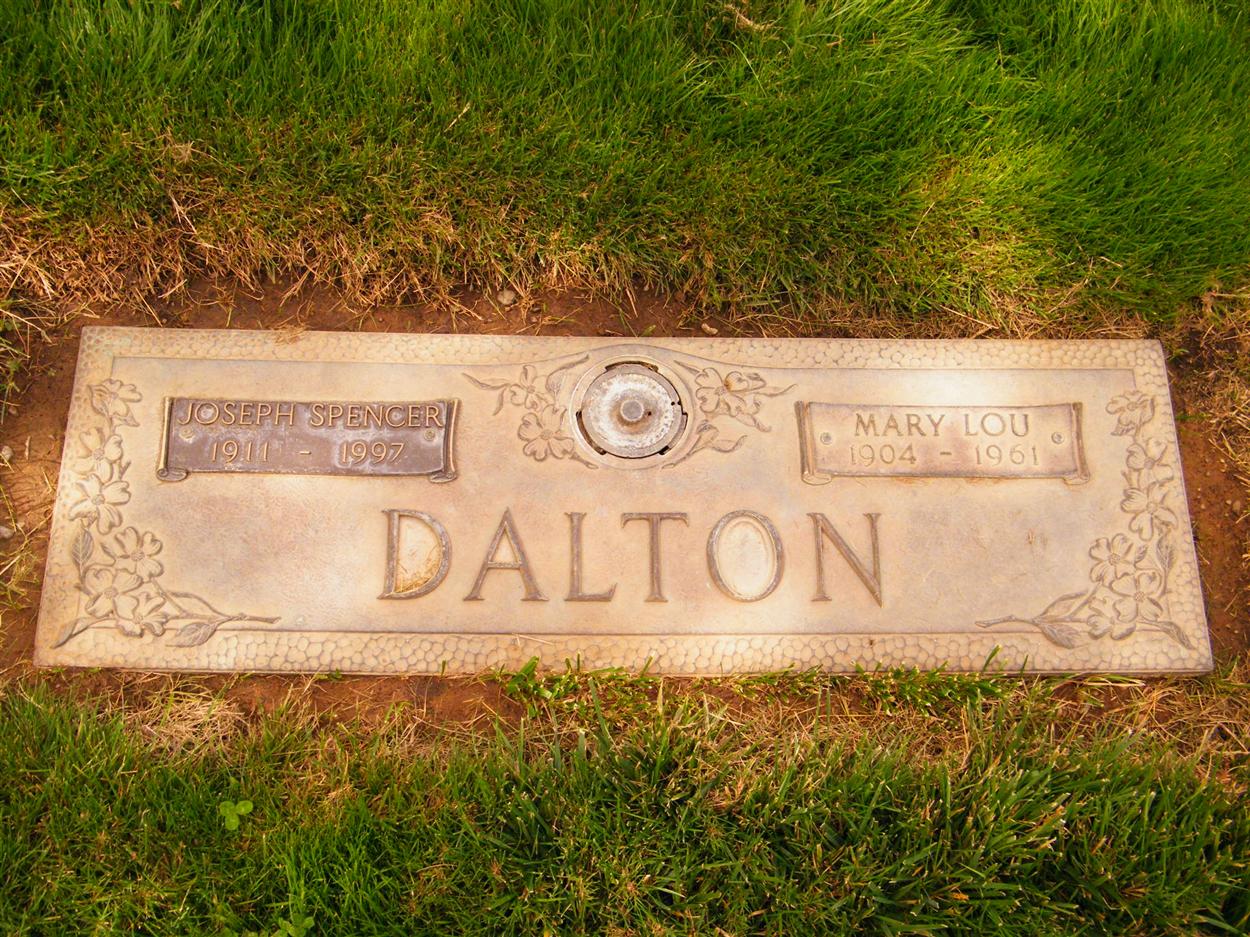 JOSEPH SPENCER
1911 - 1997
MARY LOU
1904 - 1961
DALTON